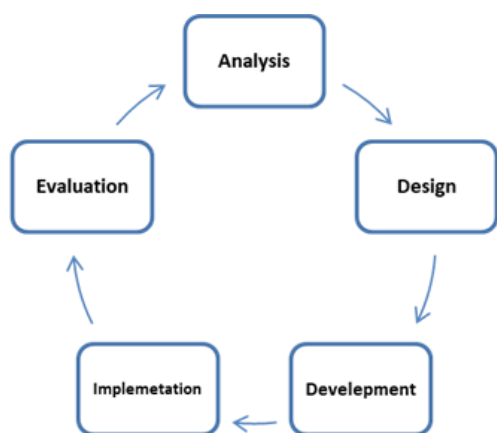 Analysis
Design
Develepment
Implemetation
Evaluation